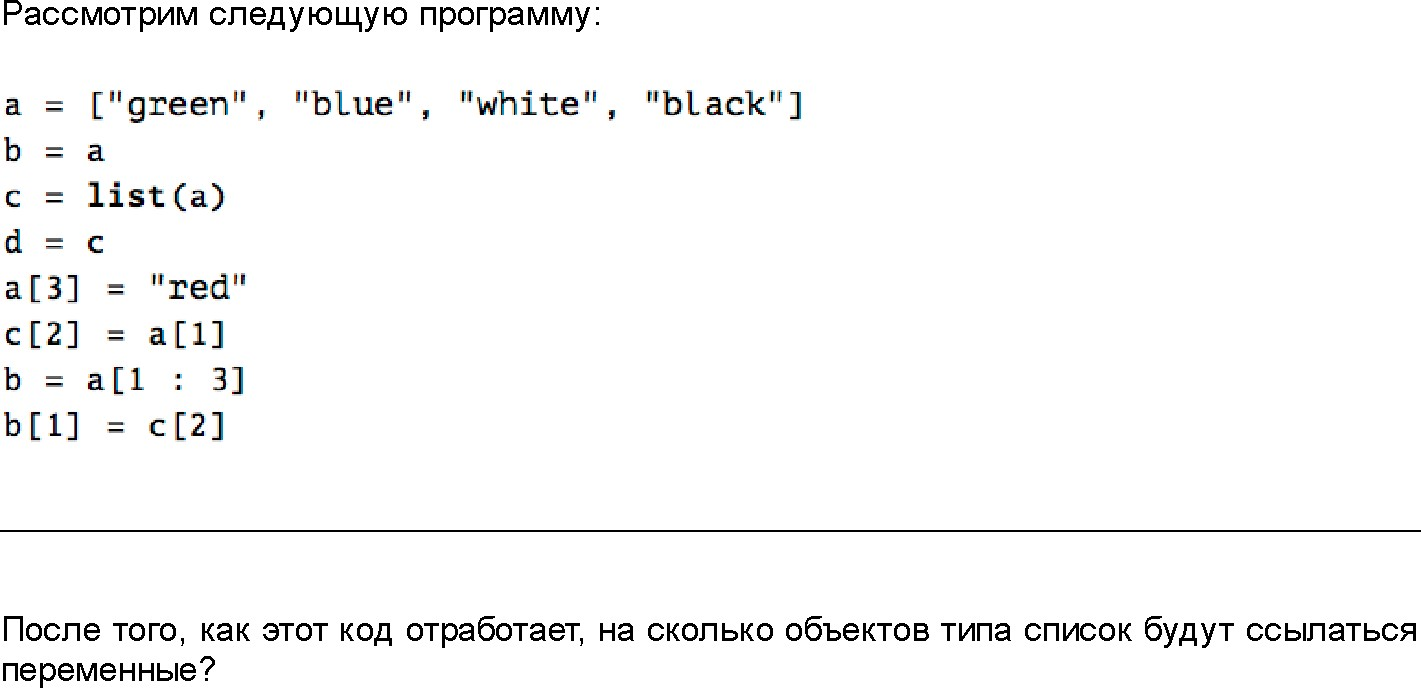 Рассмотрим следующую программу:
a = ["green", "blue", "white", "black"]
b = a
c = list(a)
d = c
a[3] = "red"
c[2] = a[1]
b = a[1 : 3]
b[1] = c[2]
После того, как этот код отработает, на сколько объектов типа список будут ссылаться
переменные?